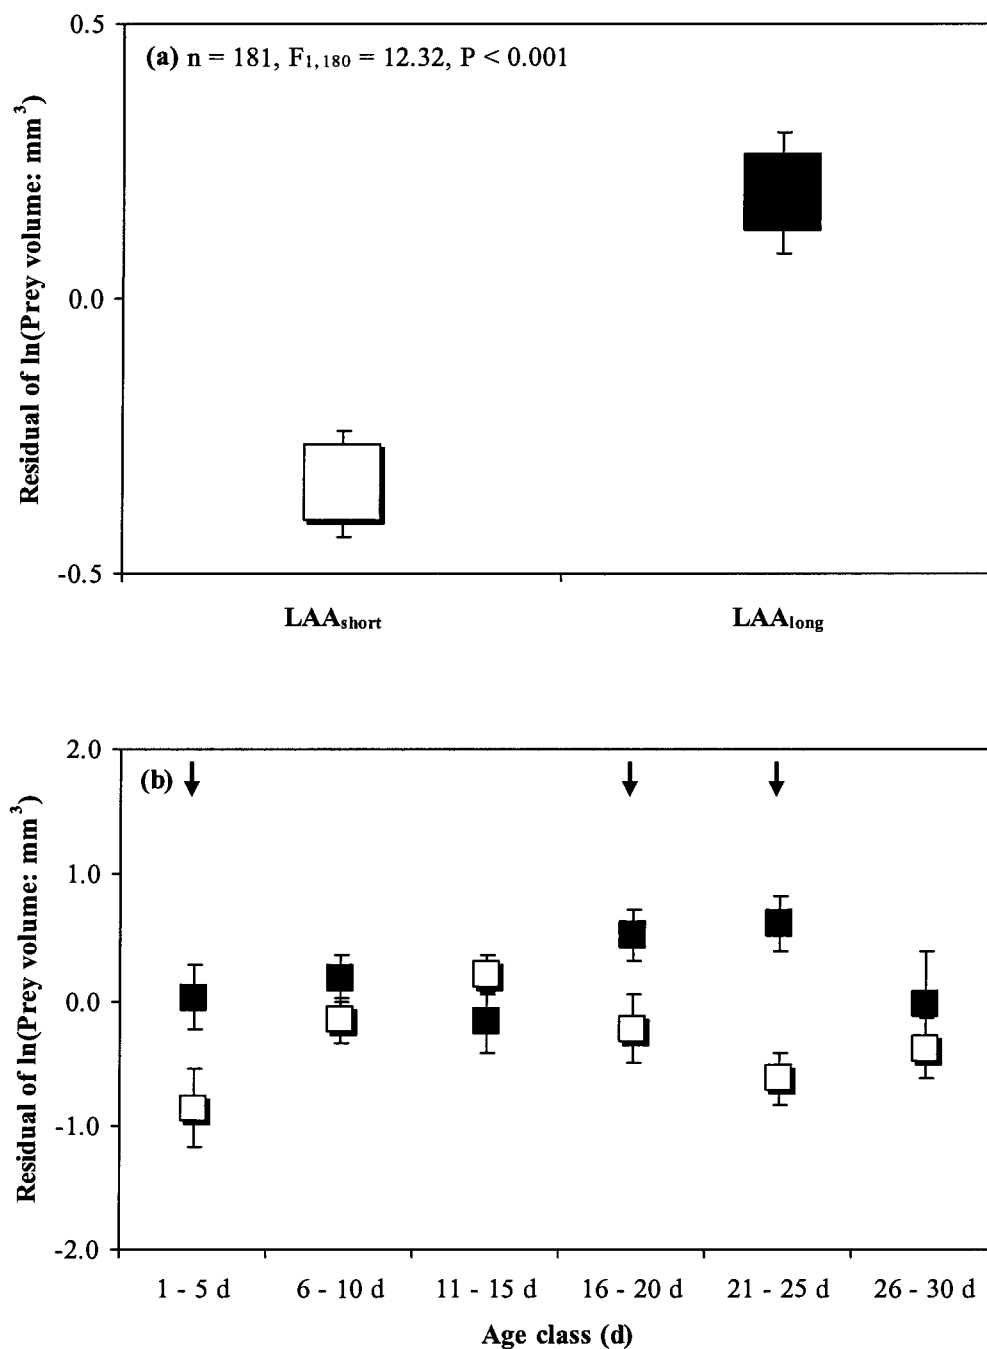 0.5
(a) n = 181, F1, 180 = 12.32, P < 0.001
Residual of ln(Prey volume: mm3)
0.0
-0.5
LAAshort LAAlong
2.0
(b)
Residual of ln(Prey volume: mm3)
1.0
0.0
-1.0
-2.0
1 - 5 d 6 - 10 d 11 - 15 d 16 - 20 d 21 - 25 d 26 - 30 d
Age class (d)